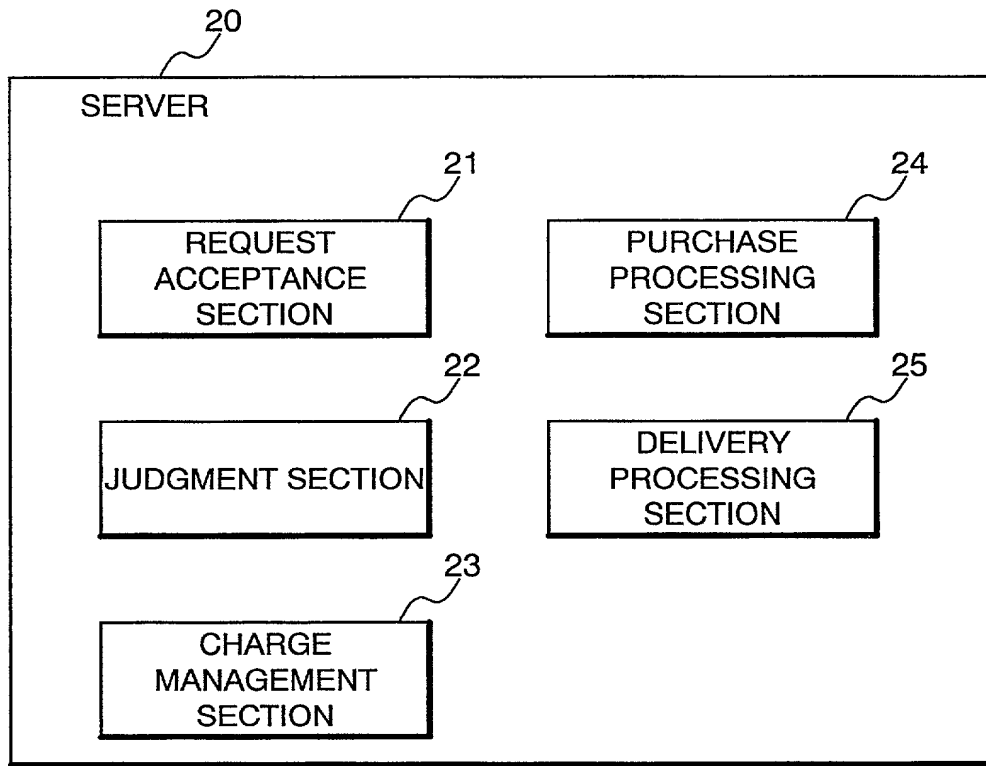 20
SERVER
21
REQUEST
ACCEPTANCE
SECTION
24
PURCHASE
PROCESSING
SECTION
22
JUDGMENT SECTION
25
DELIVERY
PROCESSING
SECTION
23
CHARGE
MANAGEMENT
SECTION